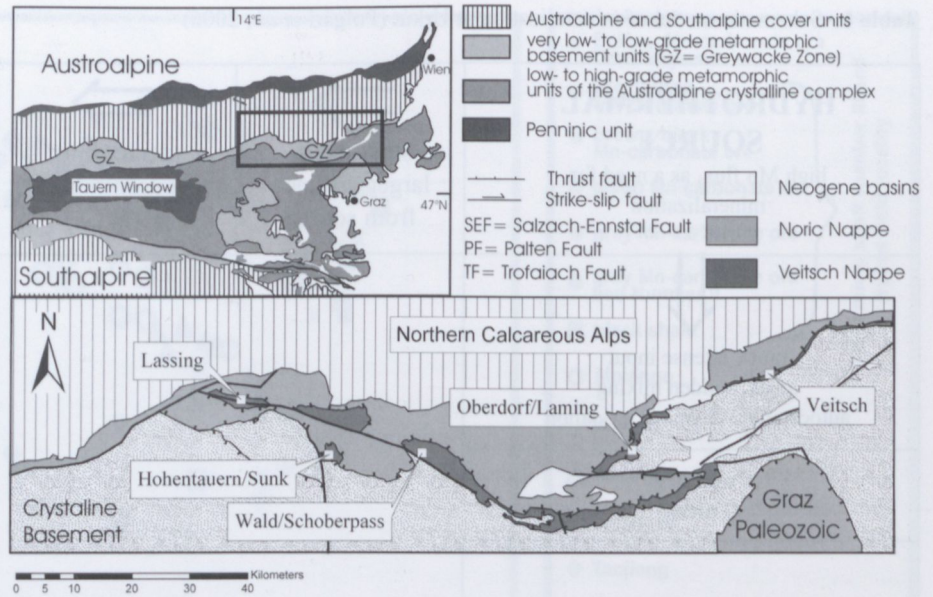 14°E
Austroalpine
Wien
GZ
GZ
Tauern Window
Graz
47°N
Southalpine
Austroalpine and Southalpine cover units
very low- to low-grade metamorphic
basement units (GZ= Greywacke Zone)
low- to high-grade metamorphic
units of the Austroalpine crystalline complex
Penninic unit
Thrust fault
Strike-slip fault
SEF= Salzach-Ennstal Fault
PF= Palten Fault
TF= Trofaiach Fault
Neogene basins
Noric Nappe
Veitsch Nappe
N
Northern Calcareous Alps
Lassing
Oberdorf/Laming
Veitsch
Hohentauern/Sunk
Wald/Schoberpass
Crystalline
Basement
Graz
Paleozoic
Kilometers
0 5 10 20 30 40